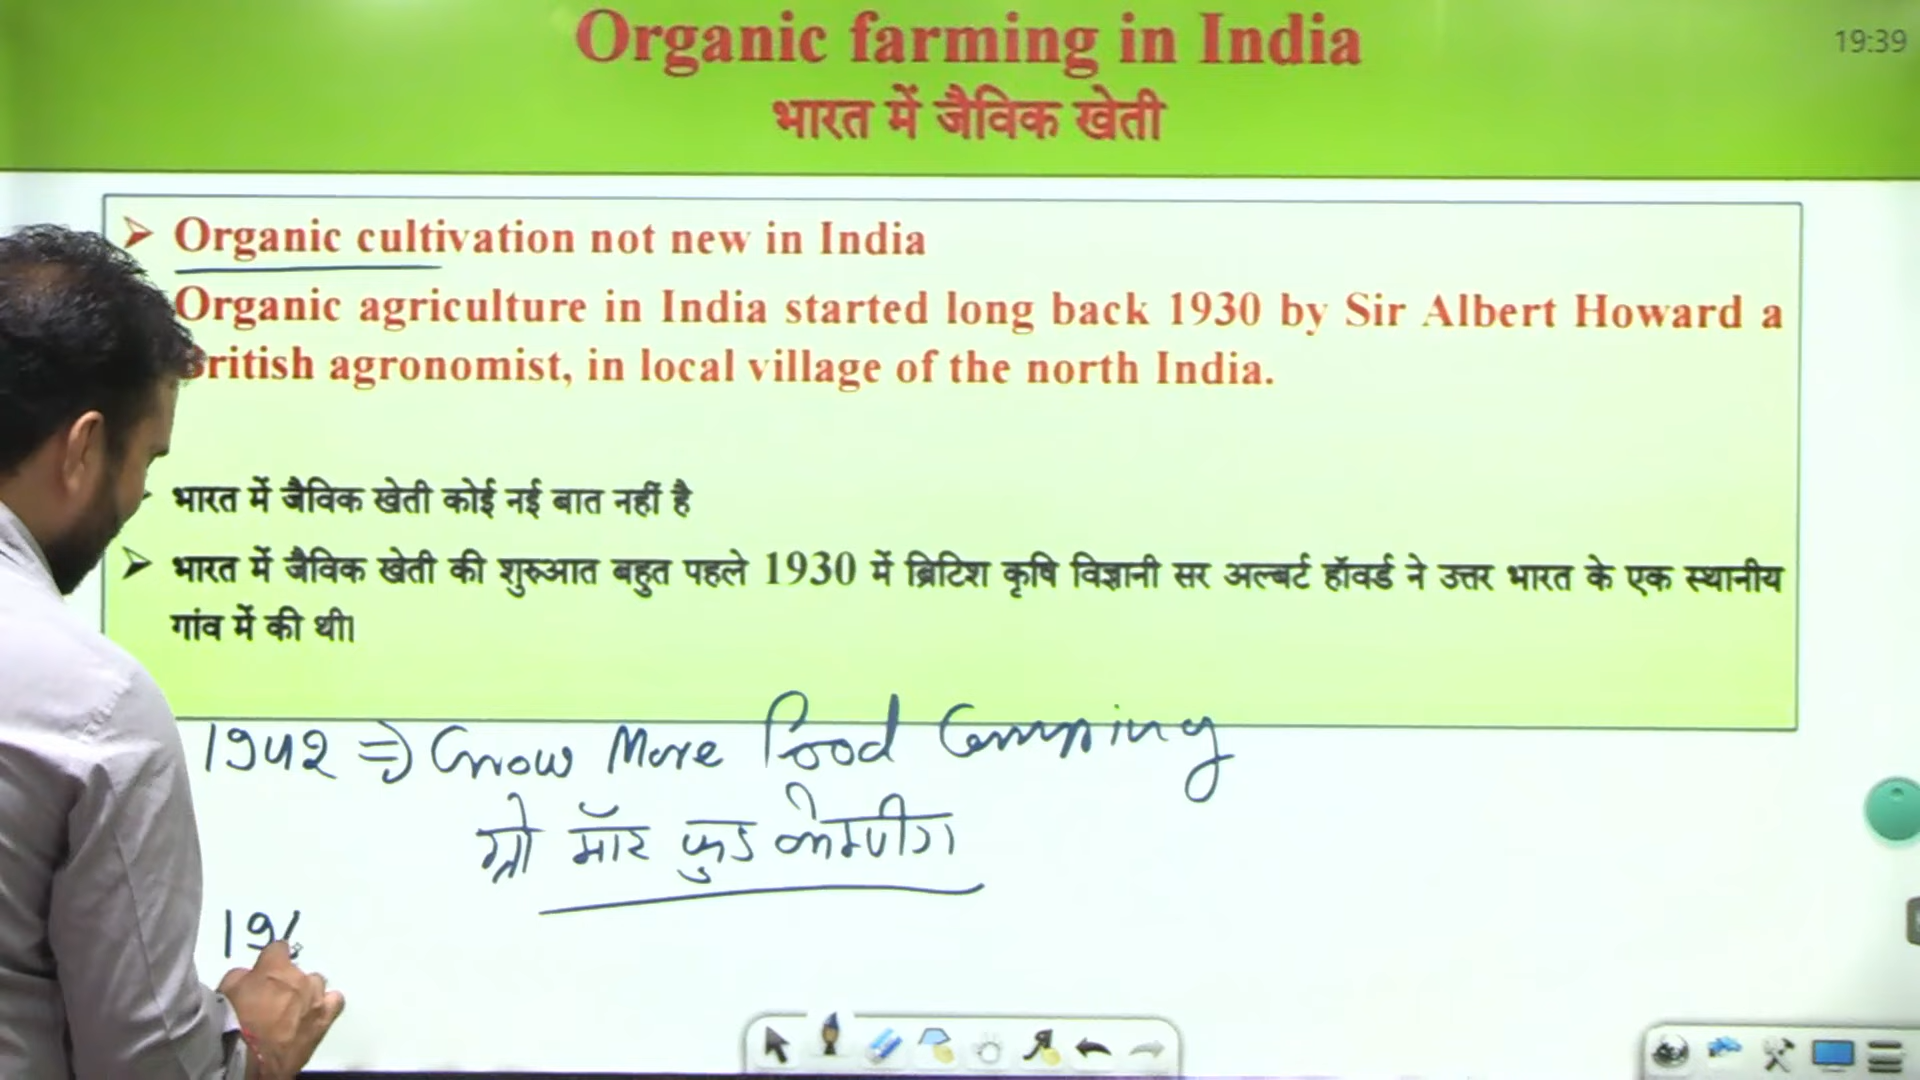 Organic farming in India
19:39
भारत में जैविक खेती
Organic cultivation not new in India
Organic agriculture in India started long back 1930 by Sir Albert Howard a
British agronomist, in local village of the north India.
भारत में जैविक खेती कोई नई बात नहीं है
भारत में जैविक खेती की शुरुआत बहुत पहले 1930 में ब्रिटिश कृषि विज्ञानी सर अल्बर्ट हॉवर्ड ने उत्तर भारत के एक स्थानीय
गांव में की थी।
1942 ⇒ Grow More Food
ग्रो मॉर फुड केम्पींग
19